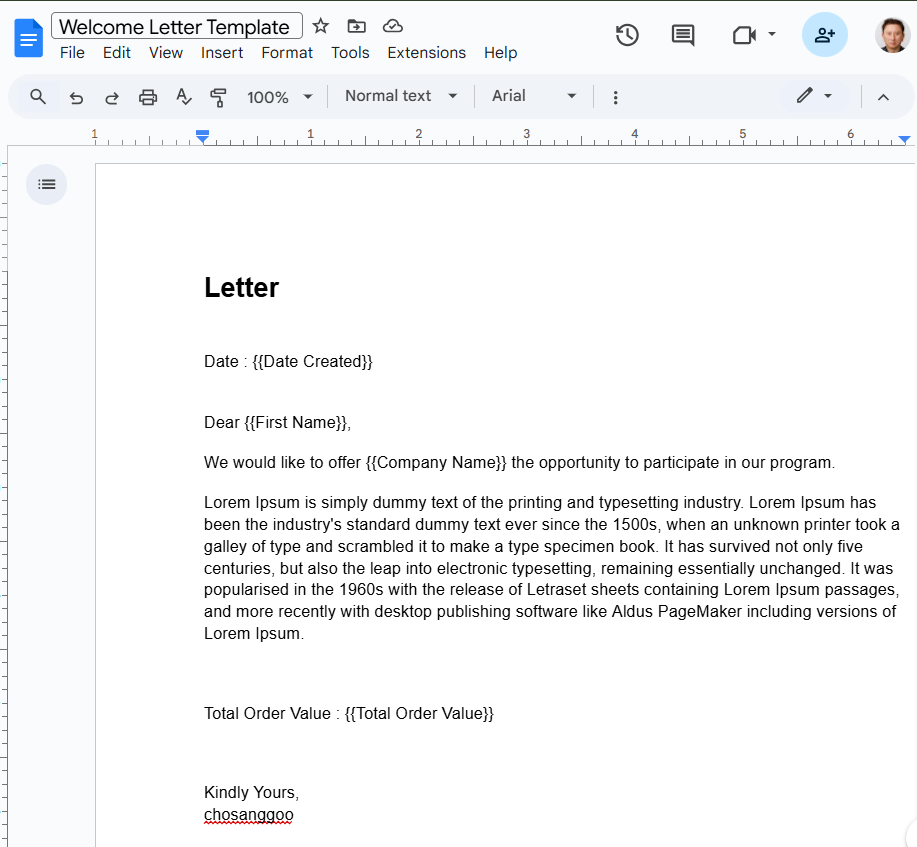 Welcome Letter Template
File Edit View Insert Format Tools Extensions Help
100% Normal text Arial
1 1 2 3 4 5 6
Letter
Date : {{Date Created}}
Dear {{First Name}},
We would like to offer {{Company Name}} the opportunity to participate in our program.
Lorem Ipsum is simply dummy text of the printing and typesetting industry. Lorem Ipsum has
been the industry's standard dummy text ever since the 1500s, when an unknown printer took a
galley of type and scrambled it to make a type specimen book. It has survived not only five
centuries, but also the leap into electronic typesetting, remaining essentially unchanged. It was
popularised in the 1960s with the release of Letraset sheets containing Lorem Ipsum passages,
and more recently with desktop publishing software like Aldus PageMaker including versions of
Lorem Ipsum.
Total Order Value : {{Total Order Value}}
Kindly Yours,
chosanggoo